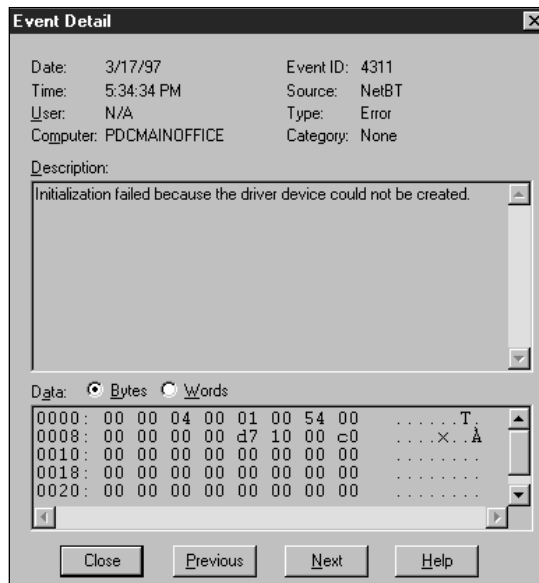 Event Detail
Date: 3/17/97 Event ID: 4311
Time: 5:34:34 PM Source: NetBT
User: N/A Type: Error
Computer: PDCMAINOFFICE Category: None
Description:
Initialization failed because the driver device could not be created.
Data: Bytes Words
0000: 00 00 04 00 01 00 54 00 ......T.
0008: 00 00 00 00 d7 10 00 c0 ....×..À
0010: 00 00 00 00 00 00 00 00 ........
0018: 00 00 00 00 00 00 00 00 ........
0020: 00 00 00 00 00 00 00 00 ........
Close Previous Next Help